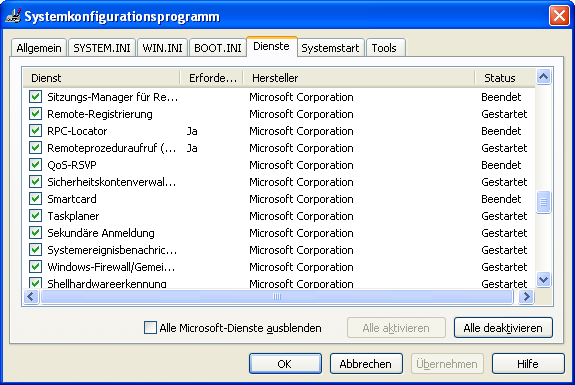 Systemkonfigurationsprogramm
Allgemein SYSTEM.INI WIN.INI BOOT.INI Dienste Systemstart Tools
Dienst Erforde... Hersteller Status
Sitzungs-Manager für Re... Microsoft Corporation Beendet
Remote-Registrierung Microsoft Corporation Gestartet
RPC-Locator Ja Microsoft Corporation Beendet
Remoteprozeduraufruf (... Ja Microsoft Corporation Gestartet
QoS-RSVP Microsoft Corporation Beendet
Sicherheitskontenverwal... Microsoft Corporation Gestartet
Smartcard Microsoft Corporation Beendet
Taskplaner Microsoft Corporation Gestartet
Sekundäre Anmeldung Microsoft Corporation Gestartet
Systemereignisbenachric... Microsoft Corporation Gestartet
Windows-Firewall/Gemei... Microsoft Corporation Gestartet
Shellhardwareerkennung Microsoft Corporation Gestartet
Alle Microsoft-Dienste ausblenden Alle aktivieren Alle deaktivieren
OK Abbrechen Übernehmen Hilfe